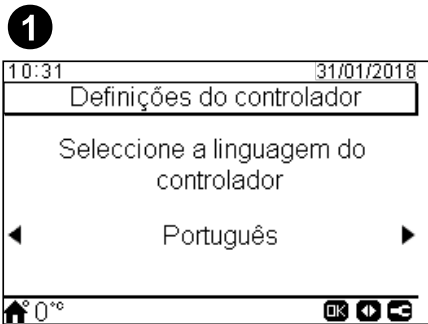 1
10:31 31/01/2018
Definições do controlador
Seleccione a linguagem do
controlador
Português
0°c OK